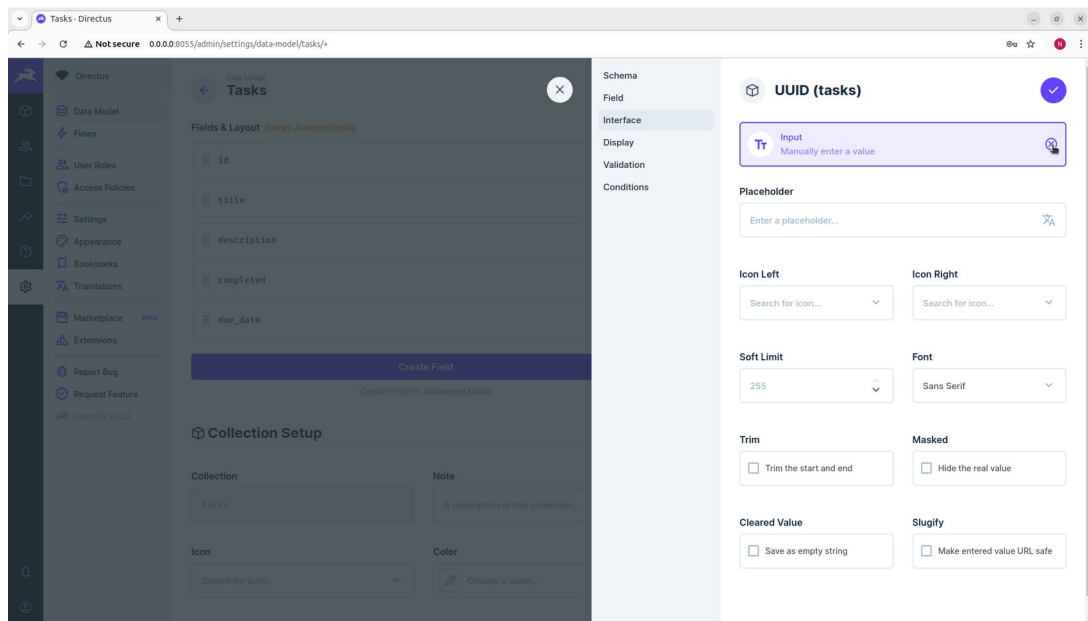 Tasks · Directus
Not secure 0.0.0.0:8055/admin/settings/data-model/tasks/+
N
Directus
Data Model
Flows
User Roles
Access Policies
Settings
Appearance
Bookmarks
Translations
Marketplace Beta
Extensions
Report Bug
Request Feature
Directus 11.0.2
Data Model
Tasks
Fields & Layout Saves Automatically
id
title
description
completed
due_date
Create Field
Create Field in Advanced Mode
Collection Setup
Collection Note
tasks A description of this collection...
Icon Color
Search for icon... Choose a color...
Schema
Field
Interface
Display
Validation
Conditions
UUID (tasks)
Input
Manually enter a value
Placeholder
Enter a placeholder...
Icon Left Icon Right
Search for icon... Search for icon...
Soft Limit Font
255 Sans Serif
Trim Masked
Trim the start and end Hide the real value
Cleared Value Slugify
Save as empty string Make entered value URL safe